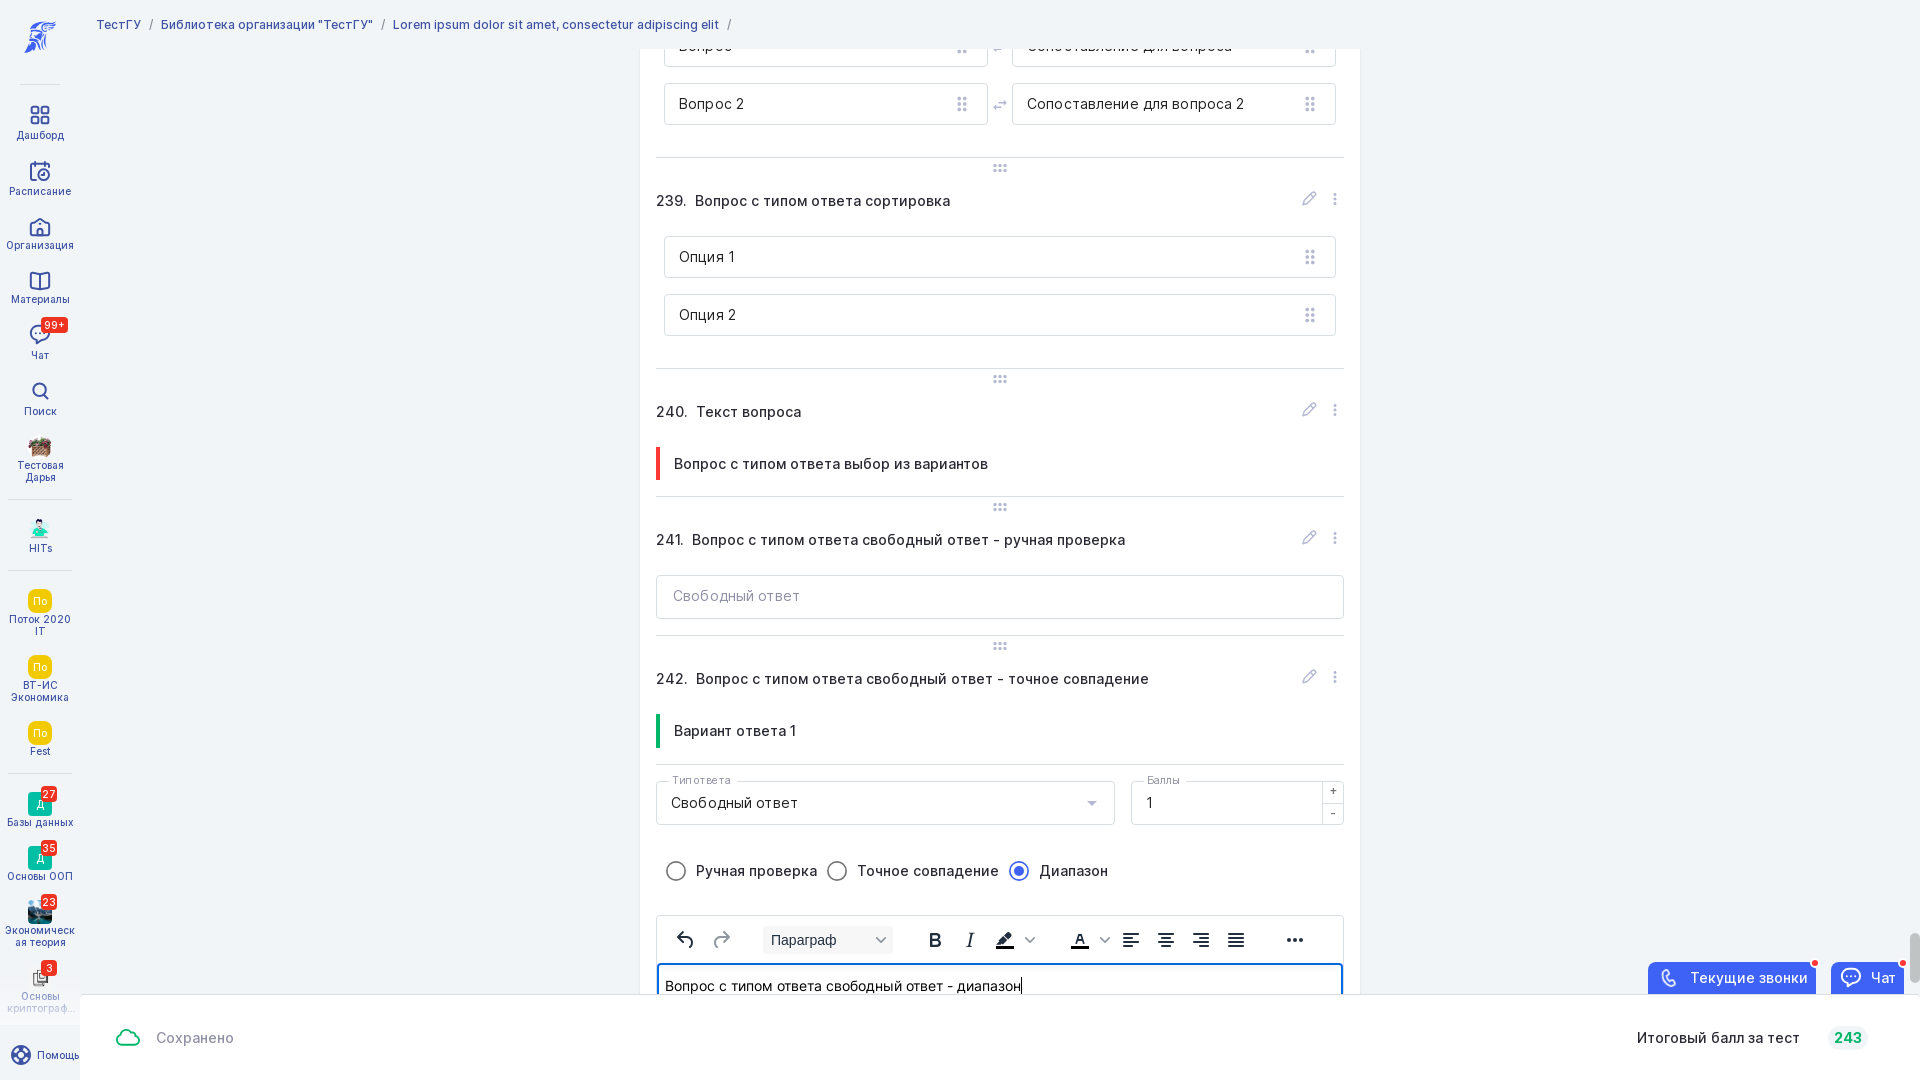 ТестГУ / Библиотека организации "ТестГУ" / Lorem ipsum dolor sit amet, consectetur adipiscing elit /
Дашборд
Расписание
Организация
Материалы
99+
Чат
Поиск
Тестовая
Дарья
HITs
По
Поток 2020
IT
По
ВТ-ИС
Экономика
По
Fest
27
Д
Базы данных
35
Д
Основы ООП
23
Экономическ
ая теория
3
Основы
криптограф...
Помощь
Вопрос Сопоставление для вопроса
Вопрос 2 Сопоставление для вопроса 2
239. Вопрос с типом ответа сортировка
Опция 1
Опция 2
240. Текст вопроса
Вопрос с типом ответа выбор из вариантов
241. Вопрос с типом ответа свободный ответ - ручная проверка
Свободный ответ
242. Вопрос с типом ответа свободный ответ - точное совпадение
Вариант ответа 1
Тип ответа Баллы
Свободный ответ 1 + -
Ручная проверка Точное совпадение Диапазон
Параграф B I A
Вопрос с типом ответа свободный ответ - диапазон
Текущие звонки Чат
Сохранено Итоговый балл за тест 243